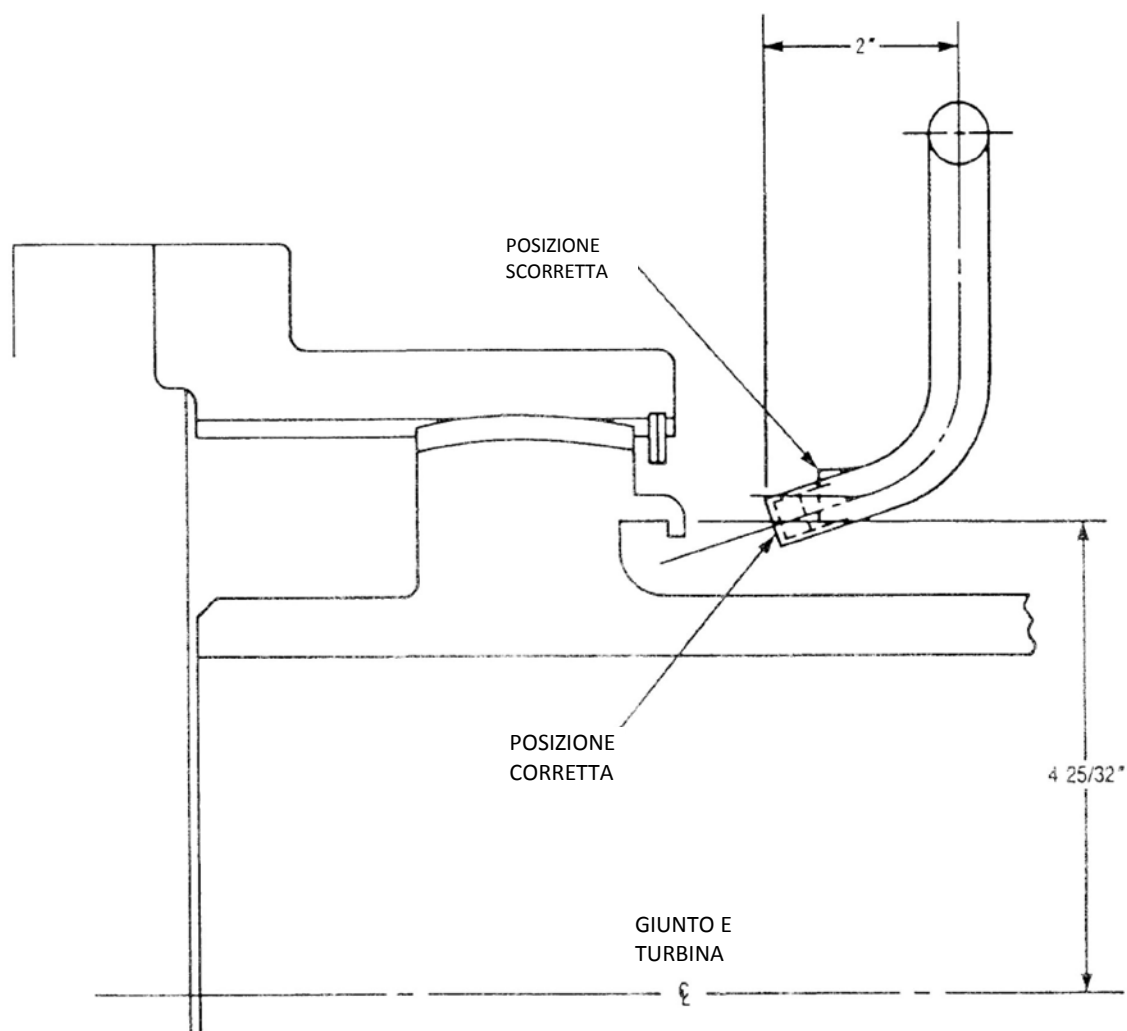 2"
POSIZIONE
SCORRETTA
POSIZIONE
CORRETTA
4 25/32"
GIUNTO E
TURBINA
℄